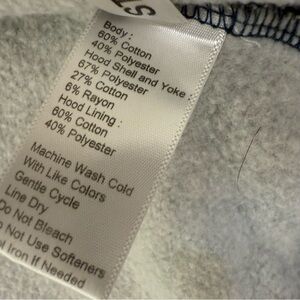 ST
Body :
60% Cotton
40% Polyester
Hood Shell and Yoke
67% Polyester
27% Cotton
6% Rayon
Hood Lining :
60% Cotton
40% Polyester
Machine Wash Cold
With Like Colors
Gentle Cycle
Line Dry
Do Not Bleach
Do Not Use Softeners
Iron If Needed